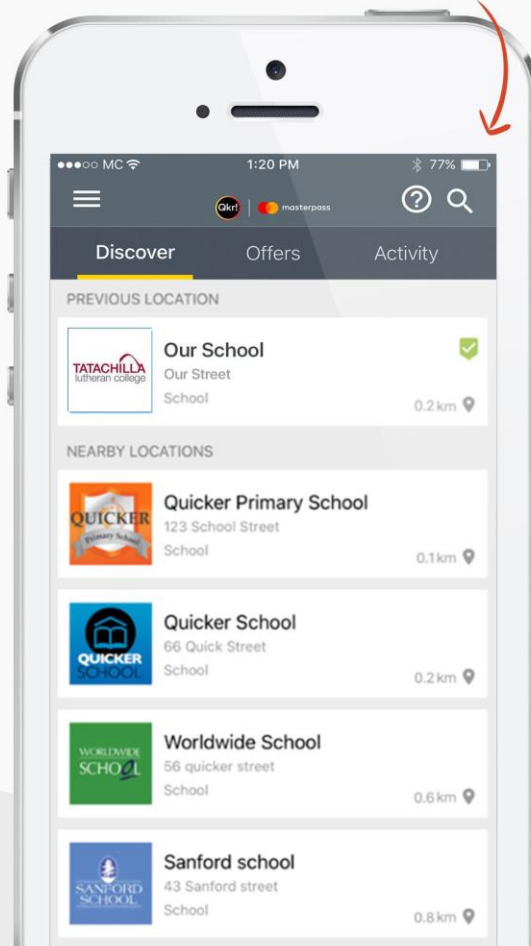 MC
1:20 PM
77%
Qkr!
masterpass
Discover
Offers
Activity
PREVIOUS LOCATION
TATACHILLA
lutheran college
Our School
Our Street
School
0.2 km
NEARBY LOCATIONS
QUICKER
Primary School
Quicker Primary School
123 School Street
School
0.1 km
QUICKER
SCHOOL
Quicker School
66 Quick Street
School
0.2 km
WORLDWIDE
SCHOOL
Worldwide School
56 quicker street
School
0.6 km
SANFORD
SCHOOL
Sanford school
43 Sanford street
School
0.8 km